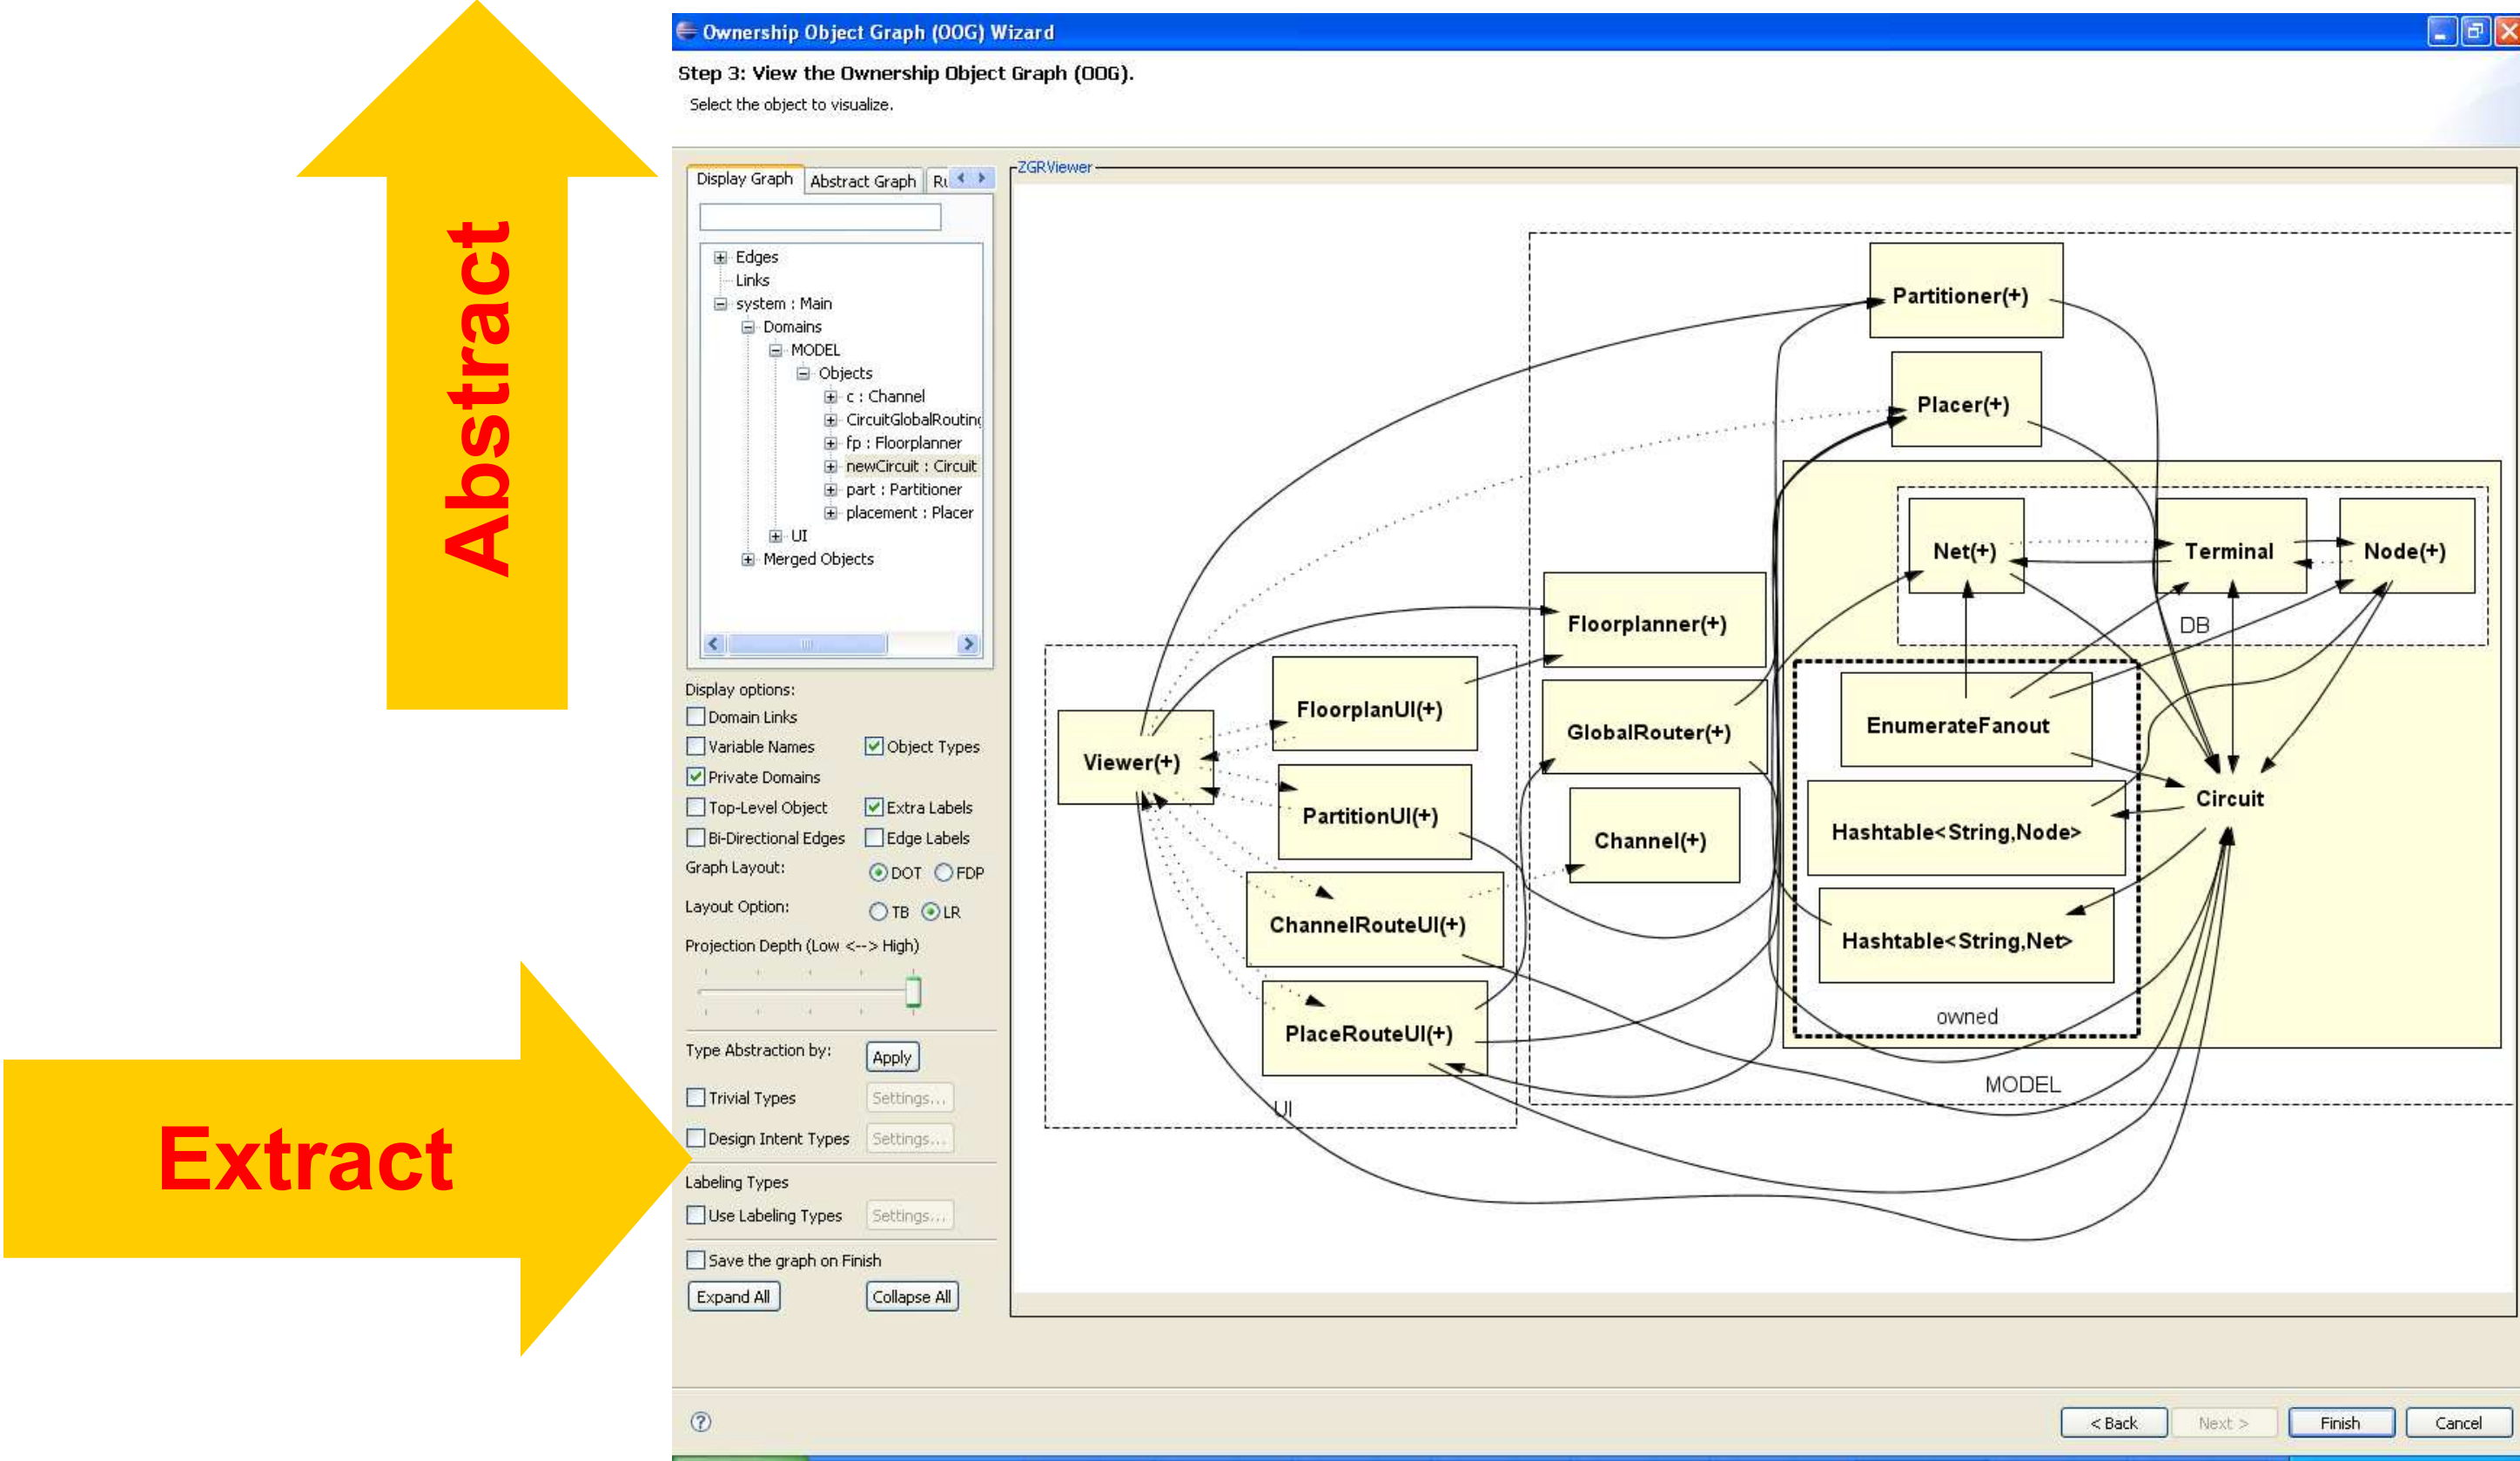 Abstract
Extract
Ownership Object Graph (OOG) Wizard
Step 3: View the Ownership Object Graph (OOG).
Select the object to visualize.
Display Graph
Abstract Graph
Edges
Links
system : Main
Domains
MODEL
Objects
c : Channel
CircuitGlobalRouting
fp : Floorplanner
newCircuit : Circuit
part : Partitioner
placement : Placer
UI
Merged Objects
Display options:
Domain Links
Variable Names Object Types
Private Domains
Top-Level Object Extra Labels
Bi-Directional Edges Edge Labels
Graph Layout: DOT FDP
Layout Option: TB LR
Projection Depth (Low <--> High)
Type Abstraction by: Apply
Trivial Types Settings...
Design Intent Types Settings...
Labeling Types
Use Labeling Types Settings...
Save the graph on Finish
Expand All Collapse All
ZGRViewer
Partitioner(+)
Placer(+)
Net(+)
Terminal
Node(+)
DB
Floorplanner(+)
FloorplanUI(+)
GlobalRouter(+)
EnumerateFanout
Viewer(+)
PartitionUI(+)
Channel(+)
Hashtable<String,Node>
Circuit
ChannelRouteUI(+)
Hashtable<String,Net>
owned
PlaceRouteUI(+)
MODEL
UI
?
< Back Next > Finish Cancel